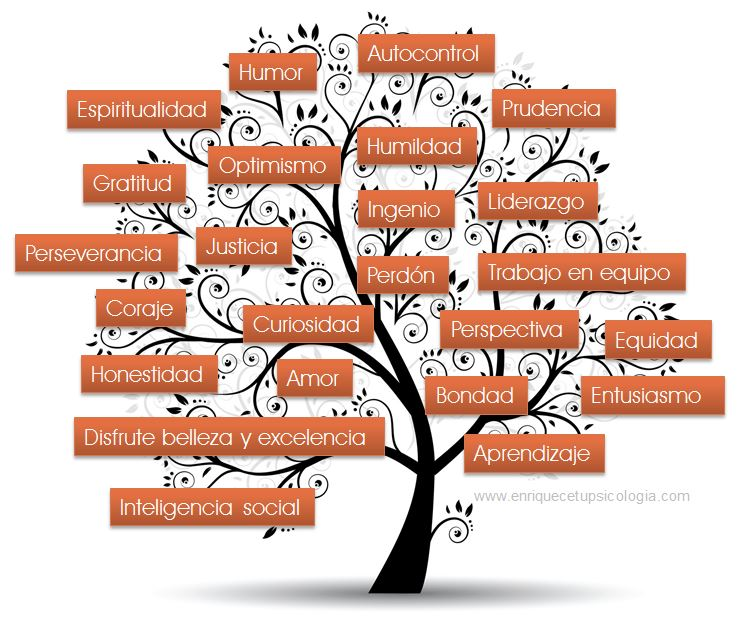 Autocontrol
Humor
Espiritualidad
Prudencia
Humildad
Optimismo
Gratitud
Liderazgo
Ingenio
Justicia
Perseverancia
Perdón
Trabajo en equipo
Coraje
Curiosidad
Perspectiva
Equidad
Honestidad
Amor
Bondad
Entusiasmo
Disfrute belleza y excelencia
Aprendizaje
www.enriquecetupsicologia.com
Inteligencia social